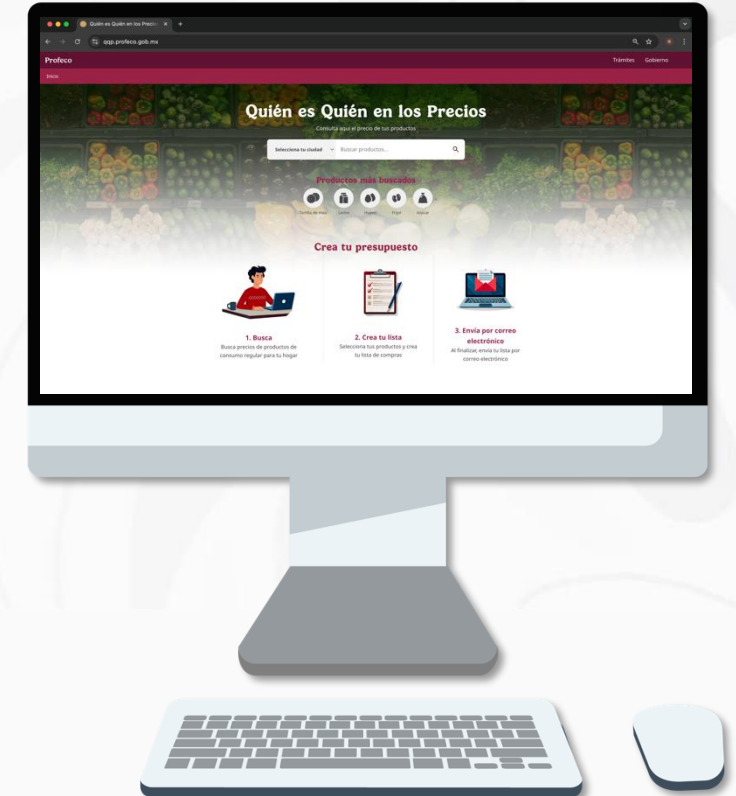 Quién es Quién en los Precios
qqp.profeco.gob.mx
Profeco
Trámites
Gobierno
Inicio
Quién es Quién en los Precios
Consulta aquí el precio de tus productos
Selecciona tu ciudad
Buscar productos...
Productos más buscados
Tortilla de maíz
Leche
Huevo
Frijol
Azúcar
Crea tu presupuesto
1. Busca
Busca precios de productos de
consumo regular para tu hogar
2. Crea tu lista
Selecciona tus productos y crea
tu lista de compras
3. Envía por correo
electrónico
Al finalizar, envía tu lista por
correo electrónico